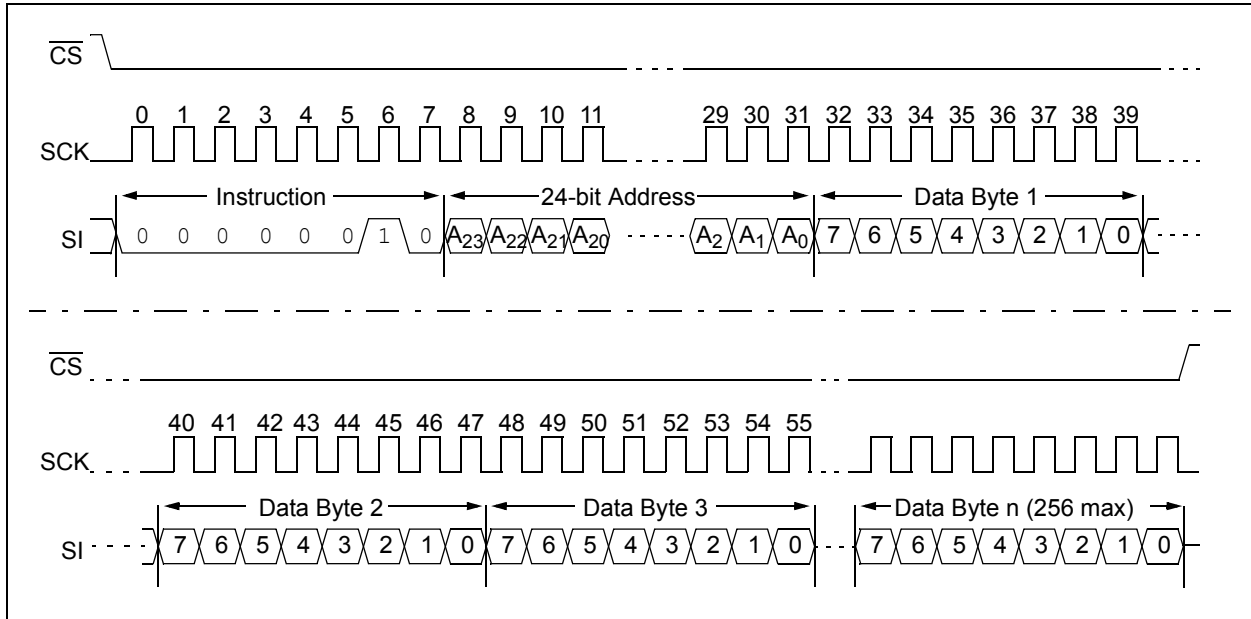 CS
0 1 2 3 4 5 6 7 8 9 10 11 29 30 31 32 33 34 35 36 37 38 39
SCK
Instruction 24-bit Address Data Byte 1
SI 0 0 0 0 0 0 1 0 A23 A22 A21 A20 A2 A1 A0 7 6 5 4 3 2 1 0
CS
40 41 42 43 44 45 46 47 48 49 50 51 52 53 54 55
SCK
Data Byte 2 Data Byte 3 Data Byte n (256 max)
SI 7 6 5 4 3 2 1 0 7 6 5 4 3 2 1 0 7 6 5 4 3 2 1 0